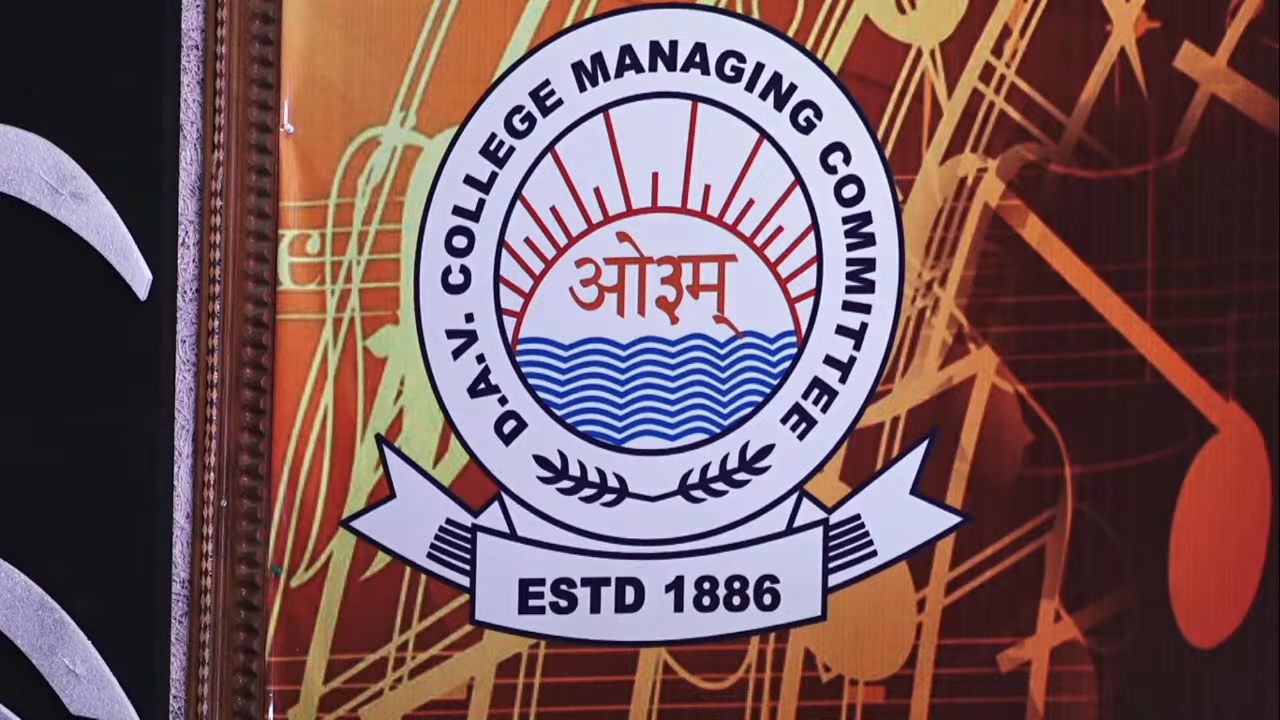 D.A.V. COLLEGE MANAGING COMMITTEE
ओ३म्
ESTD 1886